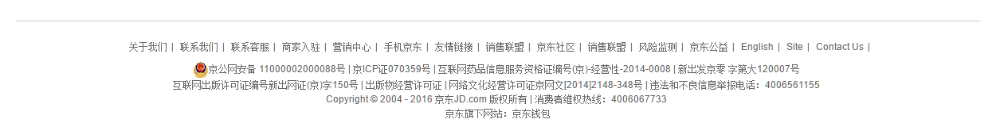 关于我们 | 联系我们 | 联系客服 | 商家入驻 | 营销中心 | 手机京东 | 友情链接 | 销售联盟 | 京东社区 | 销售联盟 | 风险监测 | 京东公益 | English | Site | Contact Us |
京公网安备 11000002000088号 | 京ICP证070359号 | 互联网药品信息服务资格证编号(京)-经营性-2014-0008 | 新出发京零 字第大120007号
互联网出版许可证编号新出网证(京)字150号 | 出版物经营许可证 | 网络文化经营许可证京网文[2014]2148-348号 | 违法和不良信息举报电话：4006561155
Copyright © 2004 - 2016 京东JD.com 版权所有 | 消费者维权热线：4006067733
京东旗下网站：京东钱包